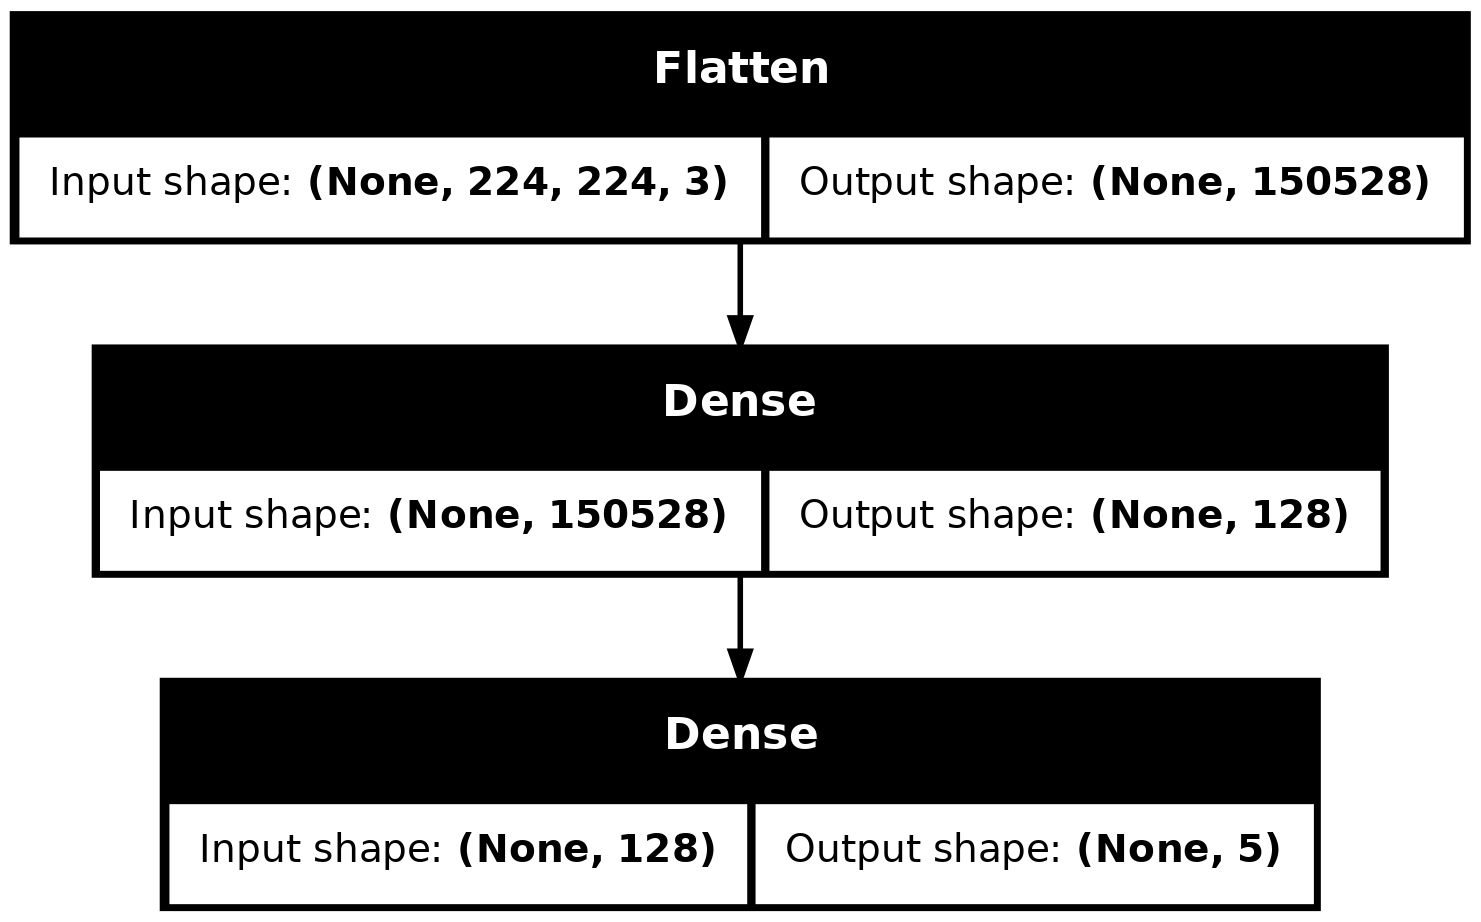 Flatten
Input shape: (None, 224, 224, 3) Output shape: (None, 150528)
Dense
Input shape: (None, 150528) Output shape: (None, 128)
Dense
Input shape: (None, 128) Output shape: (None, 5)